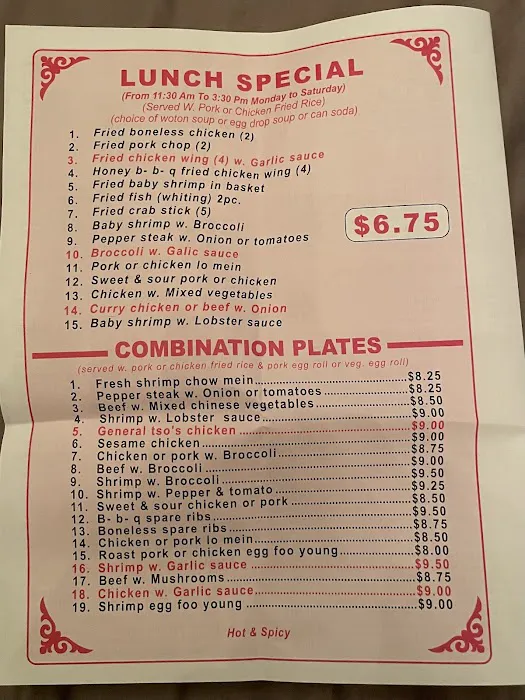 LUNCH SPECIAL
(From 11:30 Am To 3:30 Pm Monday to Saturday)
(Served W. Pork or Chicken Fried Rice)
(choice of woton soup or egg drop soup or can soda)
1. Fried boneless chicken (2)
2. Fried pork chop (2)
3. Fried chicken wing (4) w. Garlic sauce
4. Honey b- b- q fried chicken wing (4)
5. Fried baby shrimp in basket
6. Fried fish (whiting) 2pc.
7. Fried crab stick (5)
8. Baby shrimp w. Broccoli
9. Pepper steak w. Onion or tomatoes
10. Broccoli w. Galic sauce
11. Pork or chicken lo mein
12. Sweet & sour pork or chicken
13. Chicken w. Mixed vegetables
14. Curry chicken or beef w. Onion
15. Baby shrimp w. Lobster sauce
$6.75
COMBINATION PLATES
(served w. pork or chicken fried rice & pork egg roll or veg. egg roll)
1. Fresh shrimp chow mein $8.25
2. Pepper steak w. Onion or tomatoes $8.25
3. Beef w. Mixed chinese vegetables $8.50
4. Shrimp w. Lobster sauce $9.00
5. General tso's chicken $9.00
6. Sesame chicken $9.00
7. Chicken or pork w. Broccoli $8.75
8. Beef w. Broccoli $9.00
9. Shrimp w. Broccoli $9.50
10. Shrimp w. Pepper & tomato $9.25
11. Sweet & sour chicken or pork $8.50
12. B- b- q spare ribs $9.50
13. Boneless spare ribs $8.75
14. Chicken or pork lo mein $8.50
15. Roast pork or chicken egg foo young $8.00
16. Shrimp w. Garlic sauce $9.50
17. Beef w. Mushrooms $8.75
18. Chicken w. Garlic sauce $9.00
19. Shrimp egg foo young $9.00
Hot & Spicy